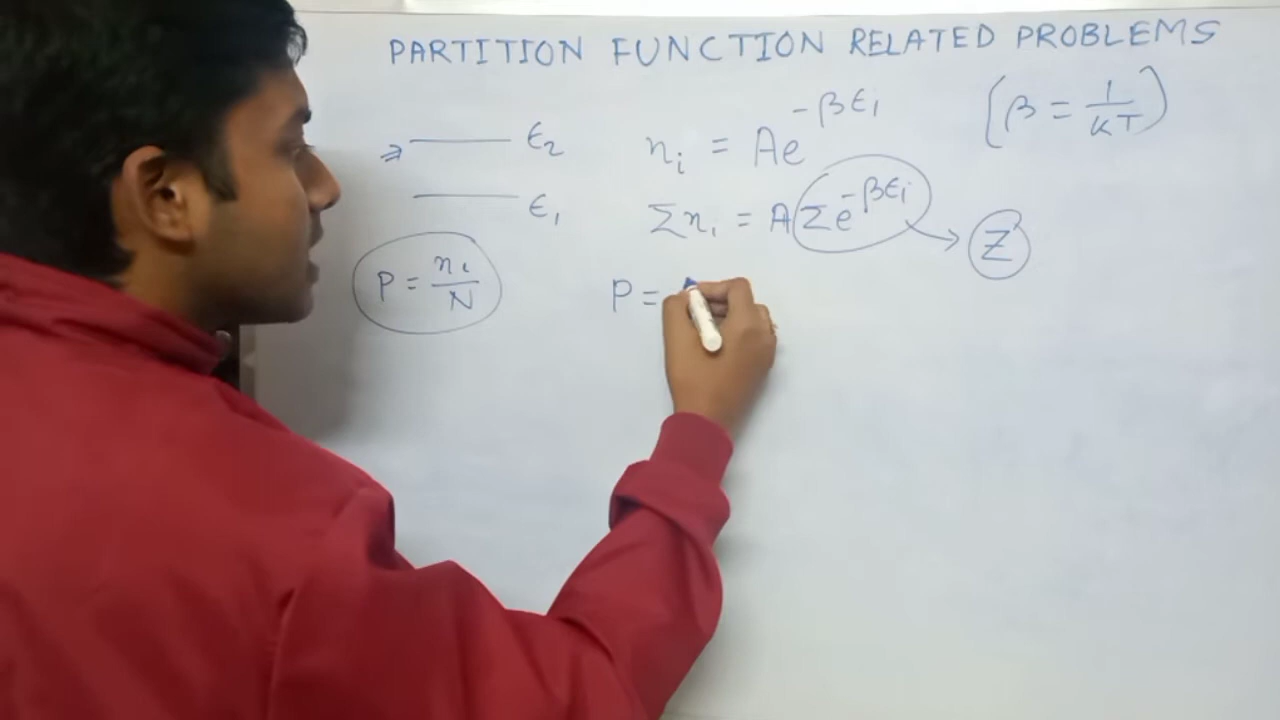 PARTITION FUNCTION RELATED PROBLEMS
ϵ₂
ϵ₁
P = nᵢ/N
nᵢ = Ae^(-βϵᵢ)
(β = 1/KT)
Σnᵢ = AΣe^(-βϵᵢ) → Z
P =